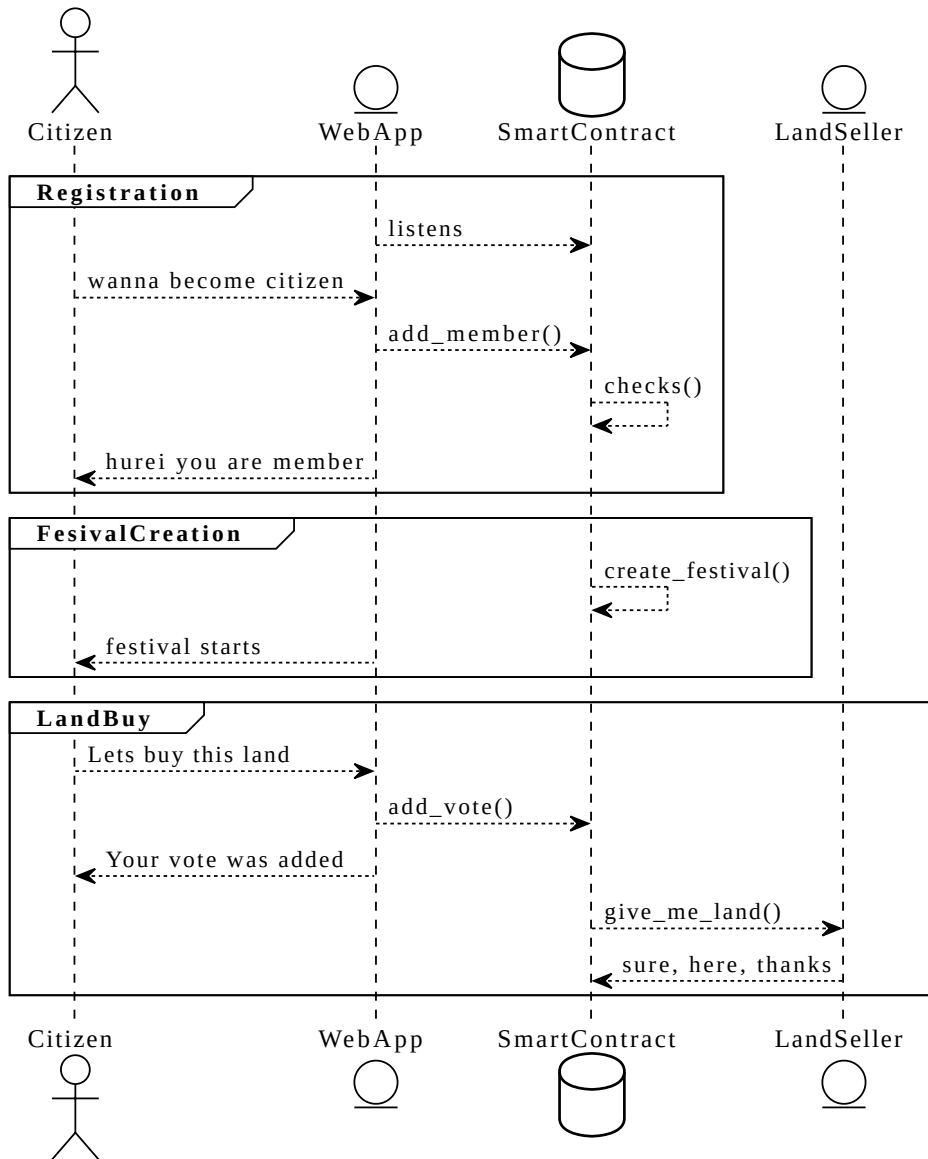 Citizen WebApp SmartContract LandSeller
Registration
listens
wanna become citizen
add_member()
checks()
hurei you are member
FesivalCreation
create_festival()
festival starts
LandBuy
Lets buy this land
add_vote()
Your vote was added
give_me_land()
sure, here, thanks
Citizen WebApp SmartContract LandSeller